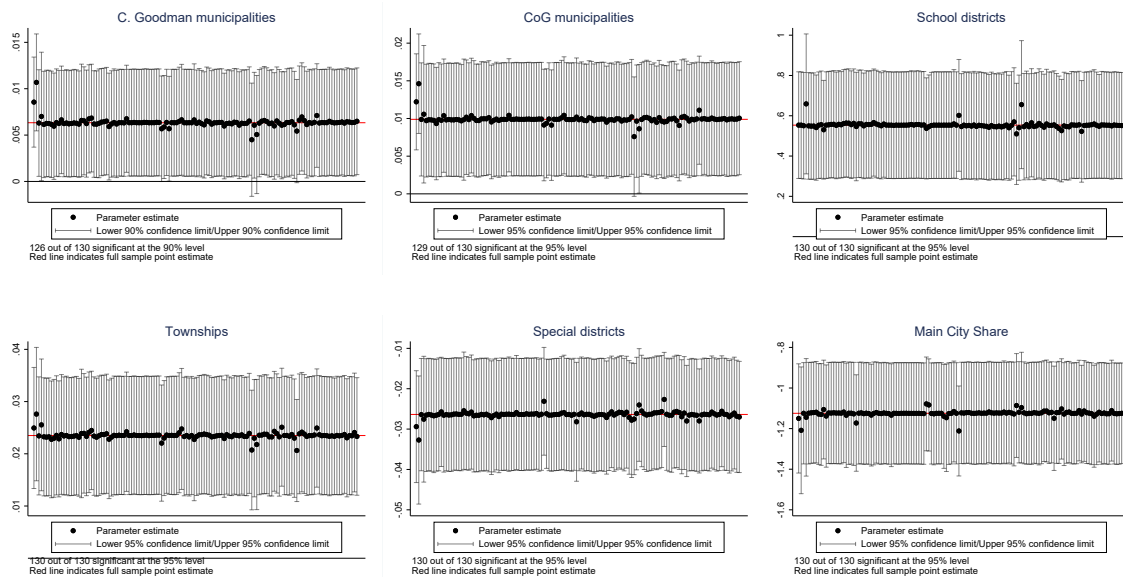 C. Goodman municipalities
.015
.01
.005
0
Parameter estimate
Lower 90% confidence limit/Upper 90% confidence limit
126 out of 130 significant at the 90% level
Red line indicates full sample point estimate
CoG municipalities
.02
.015
.01
.005
0
Parameter estimate
Lower 95% confidence limit/Upper 95% confidence limit
129 out of 130 significant at the 95% level
Red line indicates full sample point estimate
School districts
1
.8
.6
.4
.2
Parameter estimate
Lower 95% confidence limit/Upper 95% confidence limit
130 out of 130 significant at the 95% level
Red line indicates full sample point estimate
Townships
.04
.03
.02
.01
Parameter estimate
Lower 95% confidence limit/Upper 95% confidence limit
130 out of 130 significant at the 95% level
Red line indicates full sample point estimate
Special districts
-.01
-.02
-.03
-.04
-.05
Parameter estimate
Lower 95% confidence limit/Upper 95% confidence limit
130 out of 130 significant at the 95% level
Red line indicates full sample point estimate
Main City Share
-.8
-1
-1.2
-1.4
-1.6
Parameter estimate
Lower 95% confidence limit/Upper 95% confidence limit
130 out of 130 significant at the 95% level
Red line indicates full sample point estimate